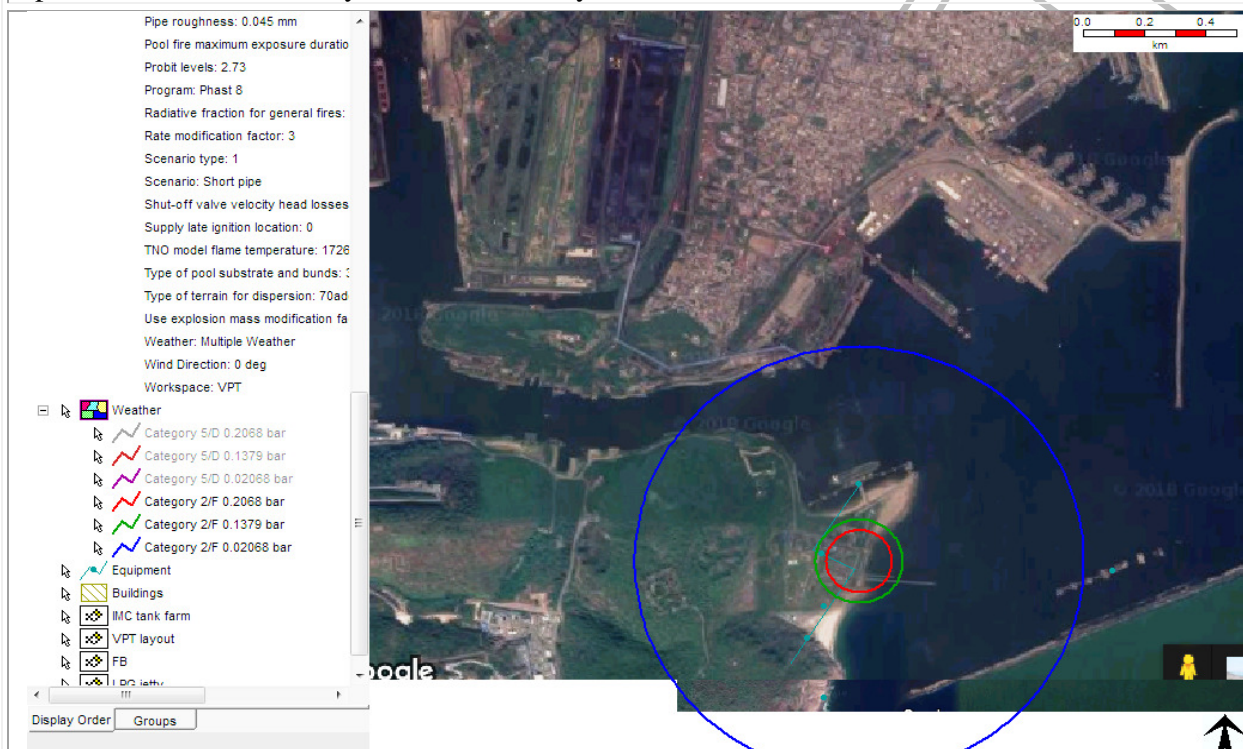 Pipe roughness: 0.045 mm
Pool fire maximum exposure duratio
Probit levels: 2.73
Program: Phast 8
Radiative fraction for general fires:
Rate modification factor: 3
Scenario type: 1
Scenario: Short pipe
Shut-off valve velocity head losses
Supply late ignition location: 0
TNO model flame temperature: 1726
Type of pool substrate and bunds: 3
Type of terrain for dispersion: 70ad
Use explosion mass modification fa
Weather: Multiple Weather
Wind Direction: 0 deg
Workspace: VPT
Weather
Category 5/D 0.2068 bar
Category 5/D 0.1379 bar
Category 5/D 0.02068 bar
Category 2/F 0.2068 bar
Category 2/F 0.1379 bar
Category 2/F 0.02068 bar
Equipment
Buildings
IMC tank farm
VPT layout
FB
LPG jetty
Display Order Groups
0.0 0.2 0.4
km
2018 Google
2018 Google
© 2018 Google
© 2018 Google
oogle